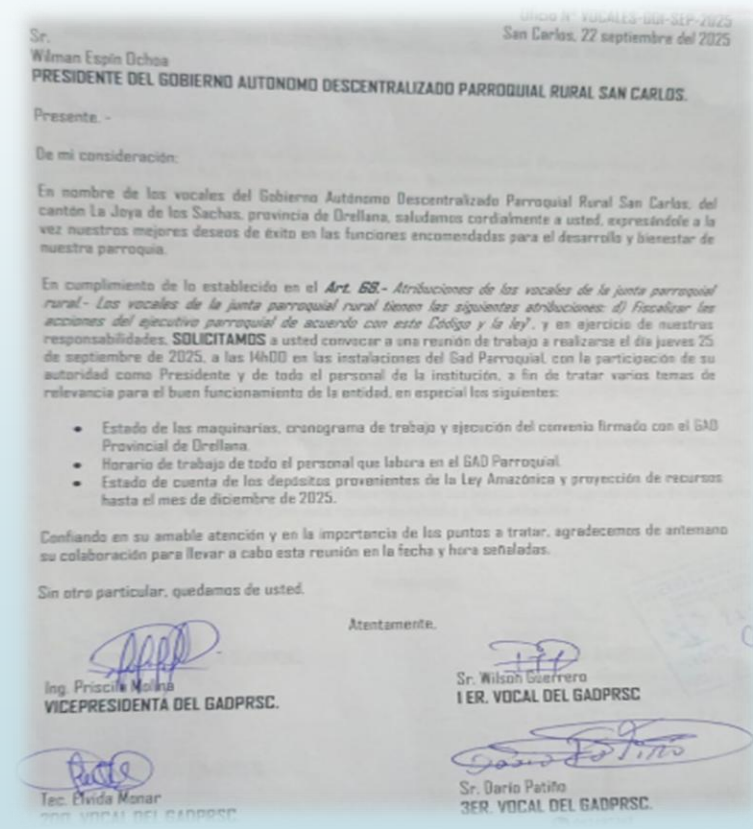 Oficio N° VOCALES-001-SEP-2025
San Carlos, 22 septiembre del 2025
Sr.
Wilman Espín Ochoa
PRESIDENTE DEL GOBIERNO AUTONOMO DESCENTRALIZADO PARROQUIAL RURAL SAN CARLOS.
Presente. -
De mi consideración:
En nombre de los vocales del Gobierno Autónomo Descentralizado Parroquial Rural San Carlos, del
cantón La Joya de los Sachas, provincia de Orellana, saludamos cordialmente a usted, expresándole a la
vez nuestros mejores deseos de éxito en las funciones encomendadas para el desarrollo y bienestar de
nuestra parroquia.
En cumplimiento de lo establecido en el Art. 68.- Atribuciones de los vocales de la junta parroquial
rural.- Los vocales de la junta parroquial rural tienen las siguientes atribuciones: d) Fiscalizar las
acciones del ejecutivo parroquial de acuerdo con este Código y la ley", y en ejercicio de nuestras
responsabilidades, SOLICITAMOS a usted convocar a una reunión de trabajo a realizarse el día jueves 25
de septiembre de 2025, a las 14h00 en las instalaciones del Gad Parroquial, con la participación de su
autoridad como Presidente y de todo el personal de la institución, a fin de tratar varios temas de
relevancia para el buen funcionamiento de la entidad, en especial los siguientes:
• Estado de las maquinarias, cronograma de trabajo y ejecución del convenio firmado con el GAD
Provincial de Orellana.
• Horario de trabajo de todo el personal que labora en el GAD Parroquial.
• Estado de cuenta de los depósitos provenientes de la Ley Amazónica y proyección de recursos
hasta el mes de diciembre de 2025.
Confiando en su amable atención y en la importancia de los puntos a tratar, agradecemos de antemano
su colaboración para llevar a cabo esta reunión en la fecha y hora señaladas.
Sin otro particular, quedamos de usted.
Atentamente,
Ing. Priscila Molina
VICEPRESIDENTA DEL GADPRSC.
Sr. Wilson Guerrero
1 ER. VOCAL DEL GADPRSC
Tec. Elvida Monar
2DO. VOCAL DEL GADPRSC
Dario Patiño
Sr. Darío Patiño
3ER. VOCAL DEL GADPRSC.